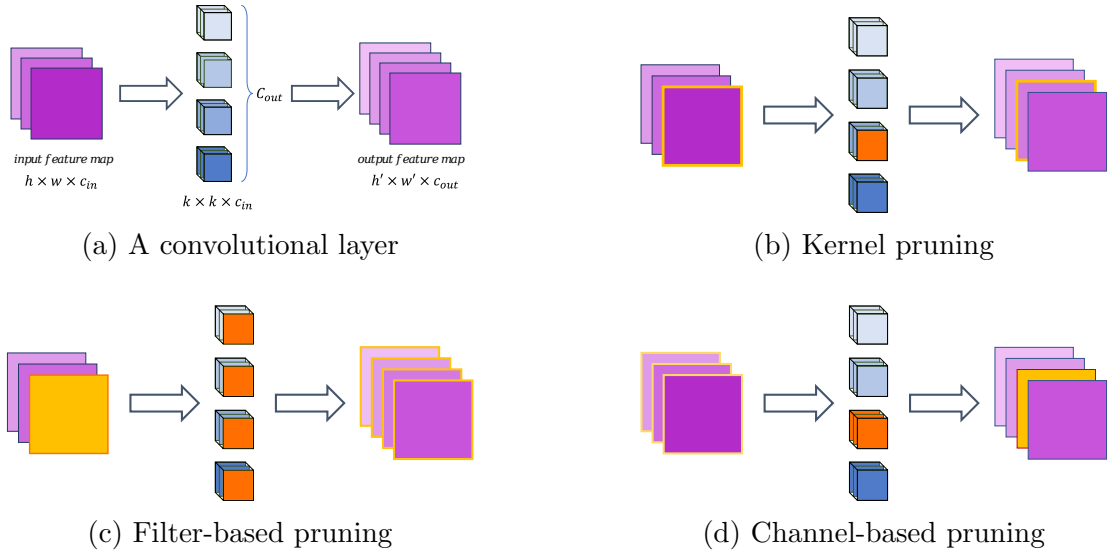 C_out
input feature map
h × w × c_in
k × k × c_in
output feature map
h′ × w′ × c_out
(a) A convolutional layer
(b) Kernel pruning
(c) Filter-based pruning
(d) Channel-based pruning